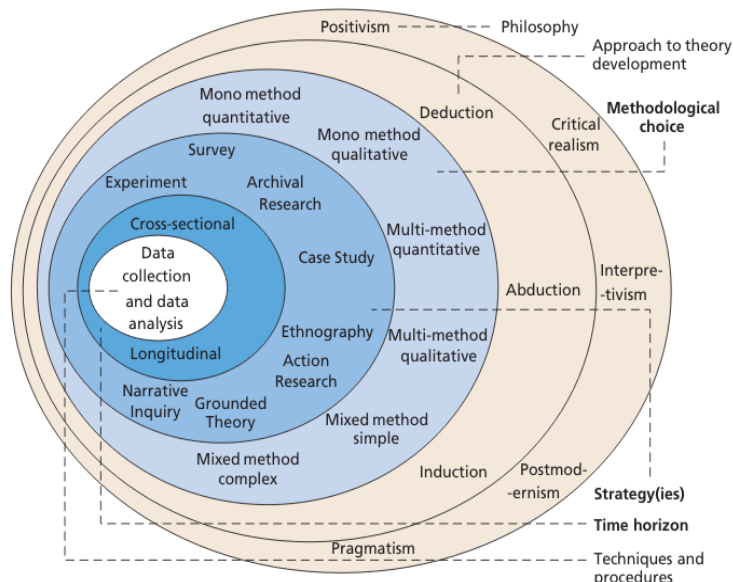 Positivism
Philosophy
Approach to theory
development
Mono method
quantitative
Deduction
Methodological
choice
Mono method
qualitative
Critical
realism
Survey
Experiment
Archival
Research
Cross-sectional
Multi-method
quantitative
Data
collection
and data
analysis
Case Study
Abduction
Interpre-
-tivism
Ethnography
Multi-method
qualitative
Longitudinal
Action
Research
Narrative
Inquiry
Grounded
Theory
Mixed method
simple
Mixed method
complex
Induction
Postmod-
-ernism
Strategy(ies)
Time horizon
Pragmatism
Techniques and
procedures